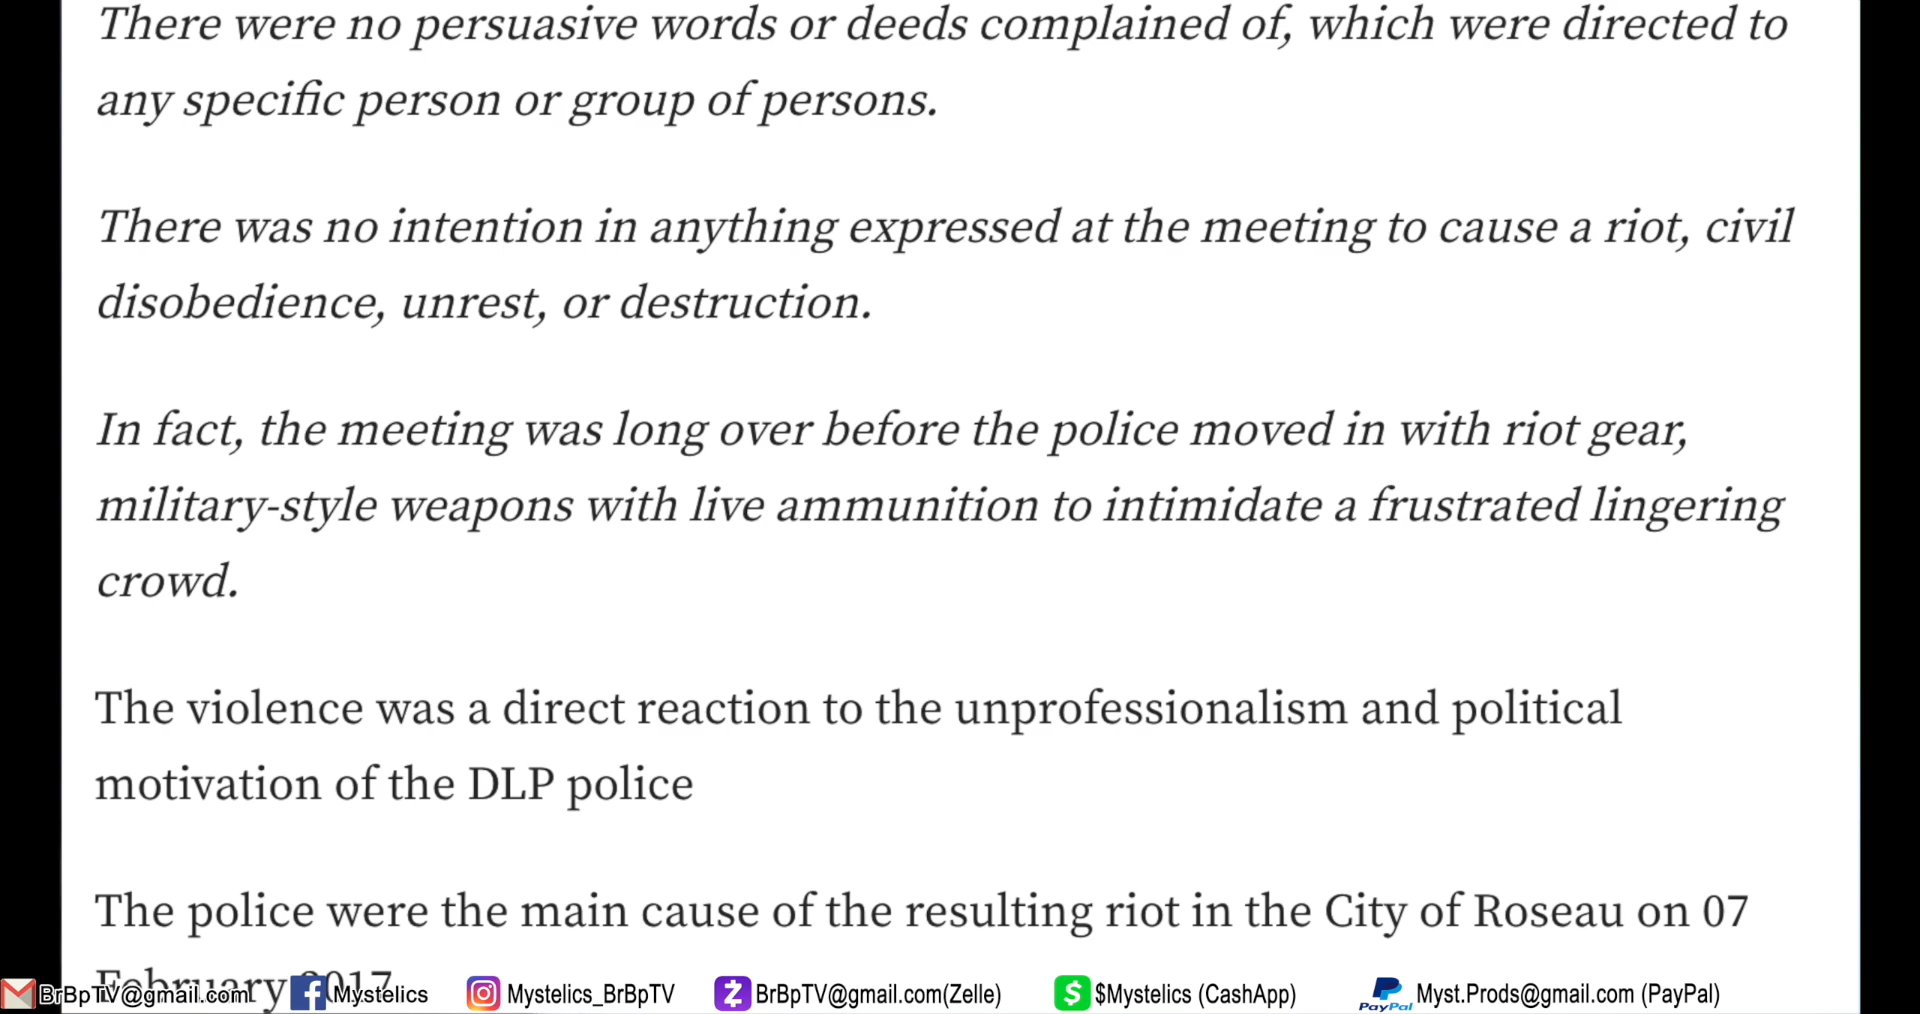 There were no persuasive words or deeds complained of, which were directed to
any specific person or group of persons.
There was no intention in anything expressed at the meeting to cause a riot, civil
disobedience, unrest, or destruction.
In fact, the meeting was long over before the police moved in with riot gear,
military-style weapons with live ammunition to intimidate a frustrated lingering
crowd.
The violence was a direct reaction to the unprofessionalism and political
motivation of the DLP police
The police were the main cause of the resulting riot in the City of Roseau on 07
February 2017
BrBpTV@gmail.com Mystelics Mystelics_BrBpTV BrBpTV@gmail.com(Zelle) $Mystelics (CashApp) PayPal Myst.Prods@gmail.com (PayPal)